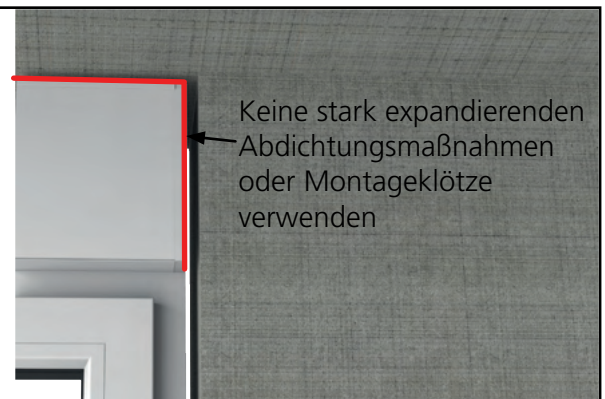 Keine stark expandierenden
Abdichtungsmaßnahmen
oder Montageklötze
verwenden